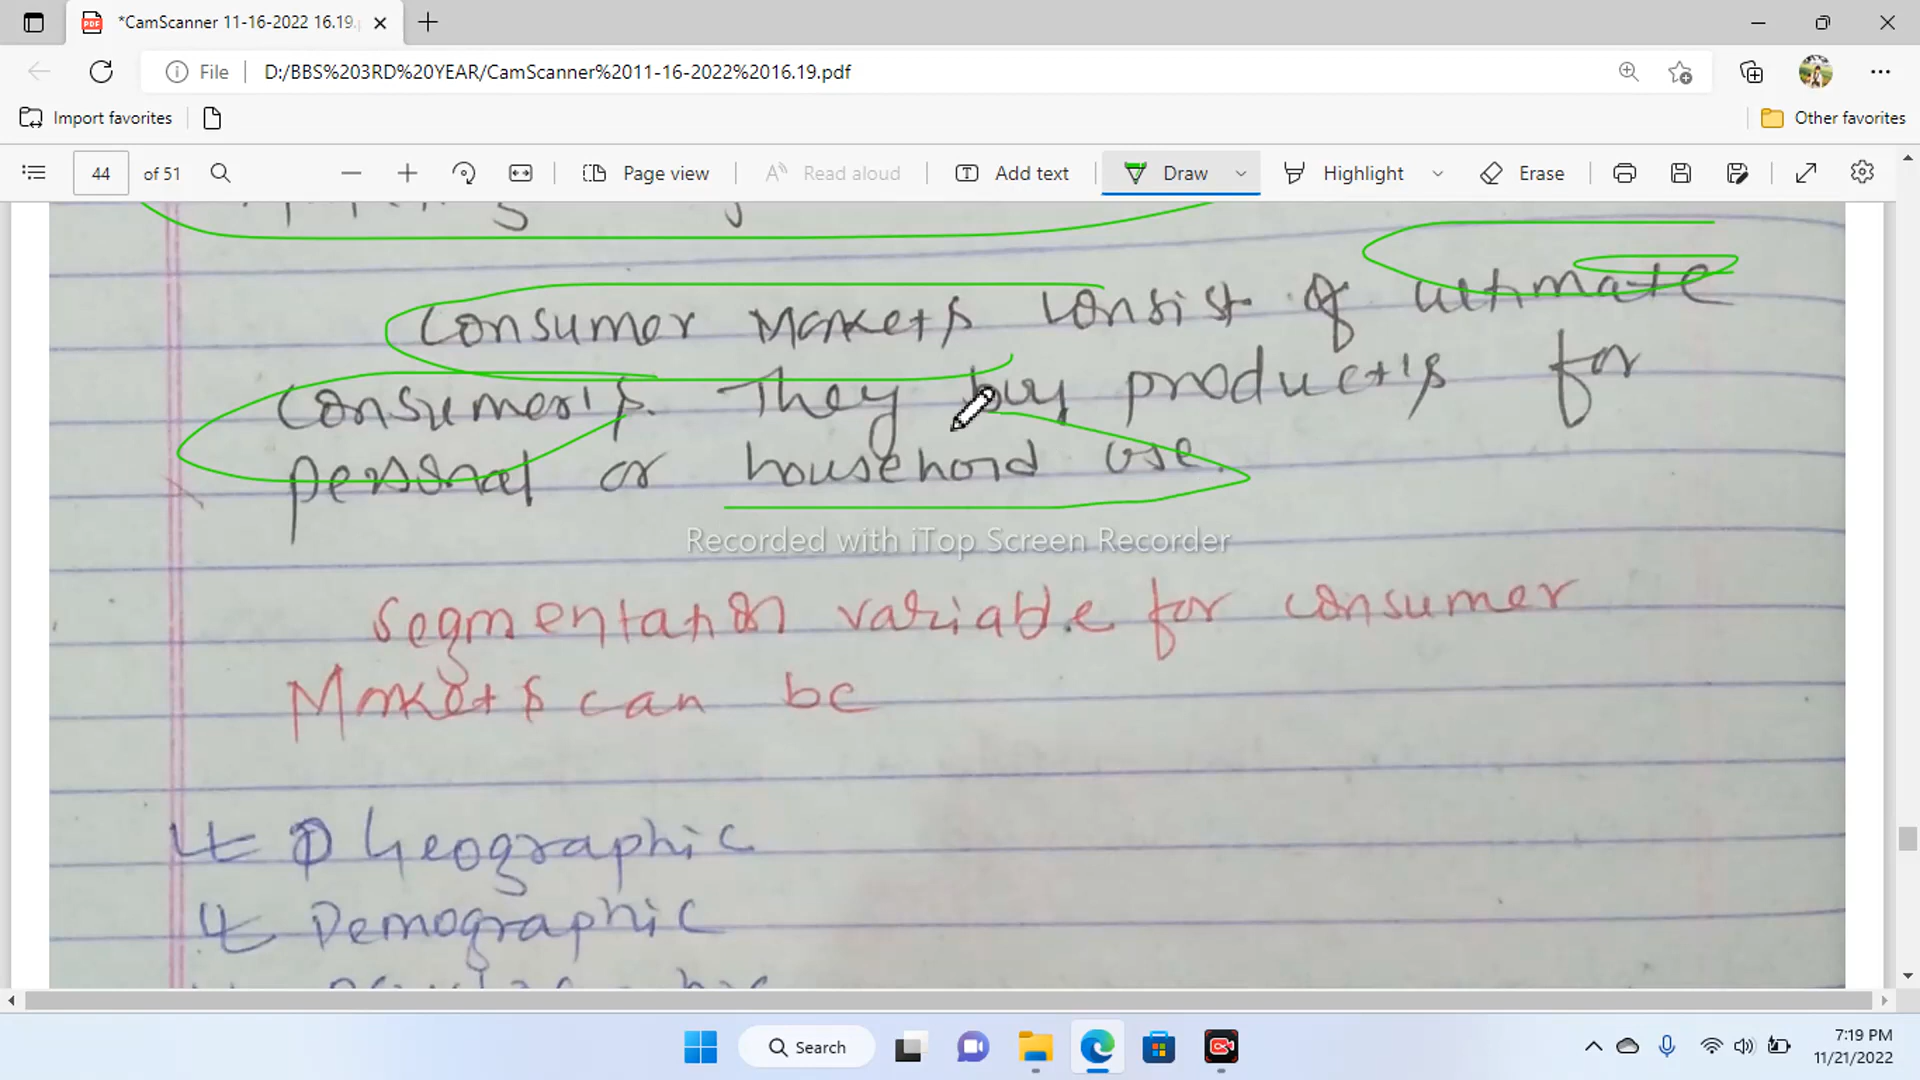 *CamScanner 11-16-2022 16.19.
File
D:/BBS%203RD%20YEAR/CamScanner%2011-16-2022%2016.19.pdf
Import favorites
Other favorites
44 of 51
Page view
Read aloud
Add text
Draw
Highlight
Erase
Consumer Markets consist of ultimate
Consumer's. They buy product's for
personal or household use.
Recorded with iTop Screen Recorder
Segmentation variable for consumer
Markets can be
① Geographic
Demographic
Search
7:19 PM
11/21/2022